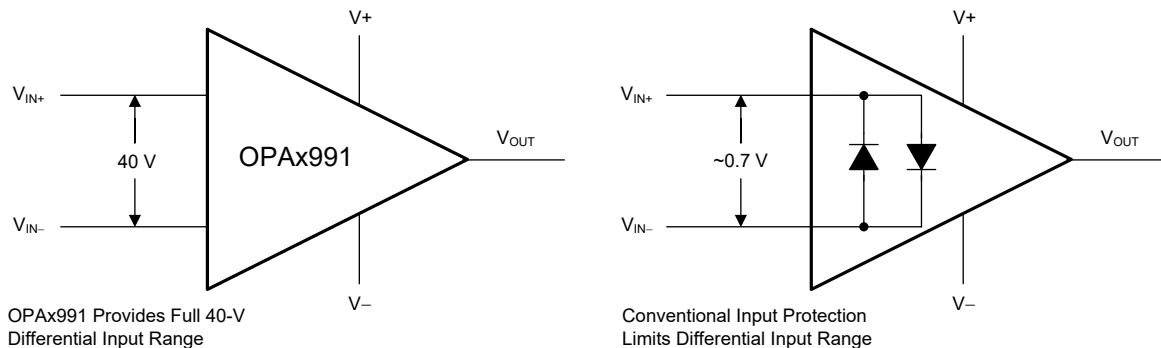 V+
V+
VIN+
VIN+
VOUT
VOUT
40 V
OPAx991
~0.7 V
VIN–
VIN–
V–
V–
OPAx991 Provides Full 40-V
Differential Input Range
Conventional Input Protection
Limits Differential Input Range